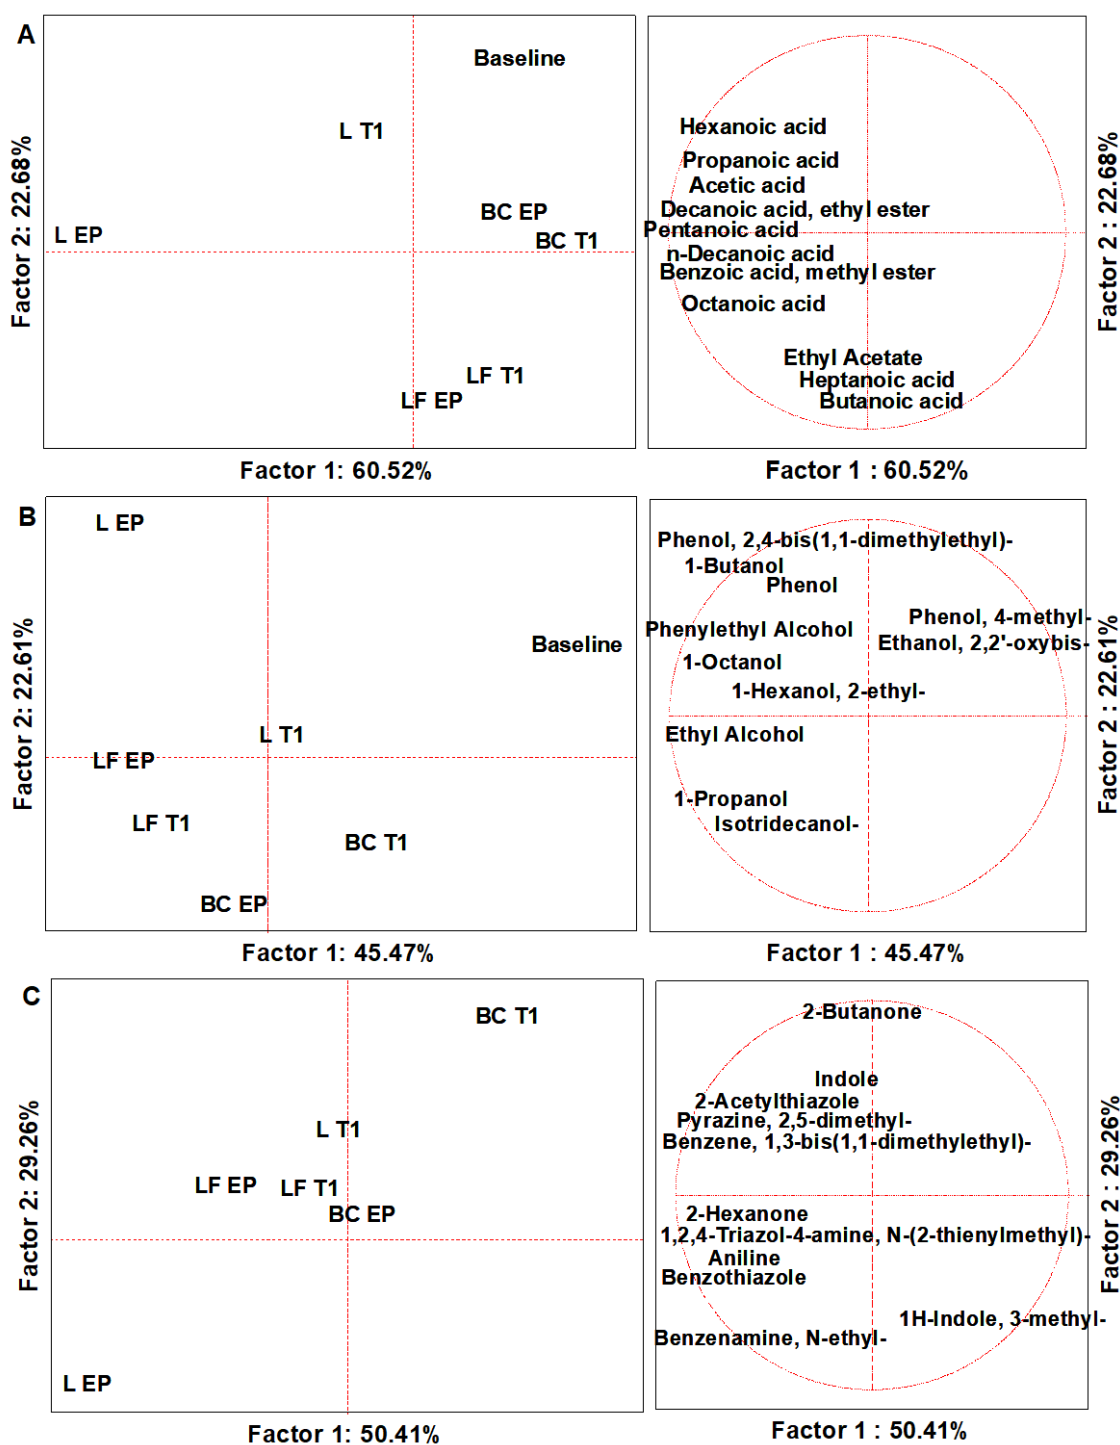 A
Baseline
L T1
BC EP
L EP
BC T1
LF T1
LF EP
Factor 2: 22.68%
Factor 1: 60.52%
Hexanoic acid
Propanoic acid
Acetic acid
Decanoic acid, ethyl ester
Pentanoic acid
n-Decanoic acid
Benzoic acid, methyl ester
Octanoic acid
Ethyl Acetate
Heptanoic acid
Butanoic acid
Factor 2 : 22.68%
Factor 1 : 60.52%
B
L EP
Baseline
L T1
LF EP
LF T1
BC T1
BC EP
Factor 2: 22.61%
Factor 1: 45.47%
Phenol, 2,4-bis(1,1-dimethylethyl)-
1-Butanol
Phenol
Phenol, 4-methyl-
Phenylethyl Alcohol
Ethanol, 2,2'-oxybis-
1-Octanol
1-Hexanol, 2-ethyl-
Ethyl Alcohol
1-Propanol
Isotridecanol-
Factor 2 : 22.61%
Factor 1 : 45.47%
C
BC T1
L T1
LF EP
LF T1
BC EP
L EP
Factor 2: 29.26%
Factor 1: 50.41%
2-Butanone
Indole
2-Acetylthiazole
Pyrazine, 2,5-dimethyl-
Benzene, 1,3-bis(1,1-dimethylethyl)-
2-Hexanone
1,2,4-Triazol-4-amine, N-(2-thienylmethyl)-
Aniline
Benzothiazole
1H-Indole, 3-methyl-
Benzenamine, N-ethyl-
Factor 2 : 29.26%
Factor 1 : 50.41%